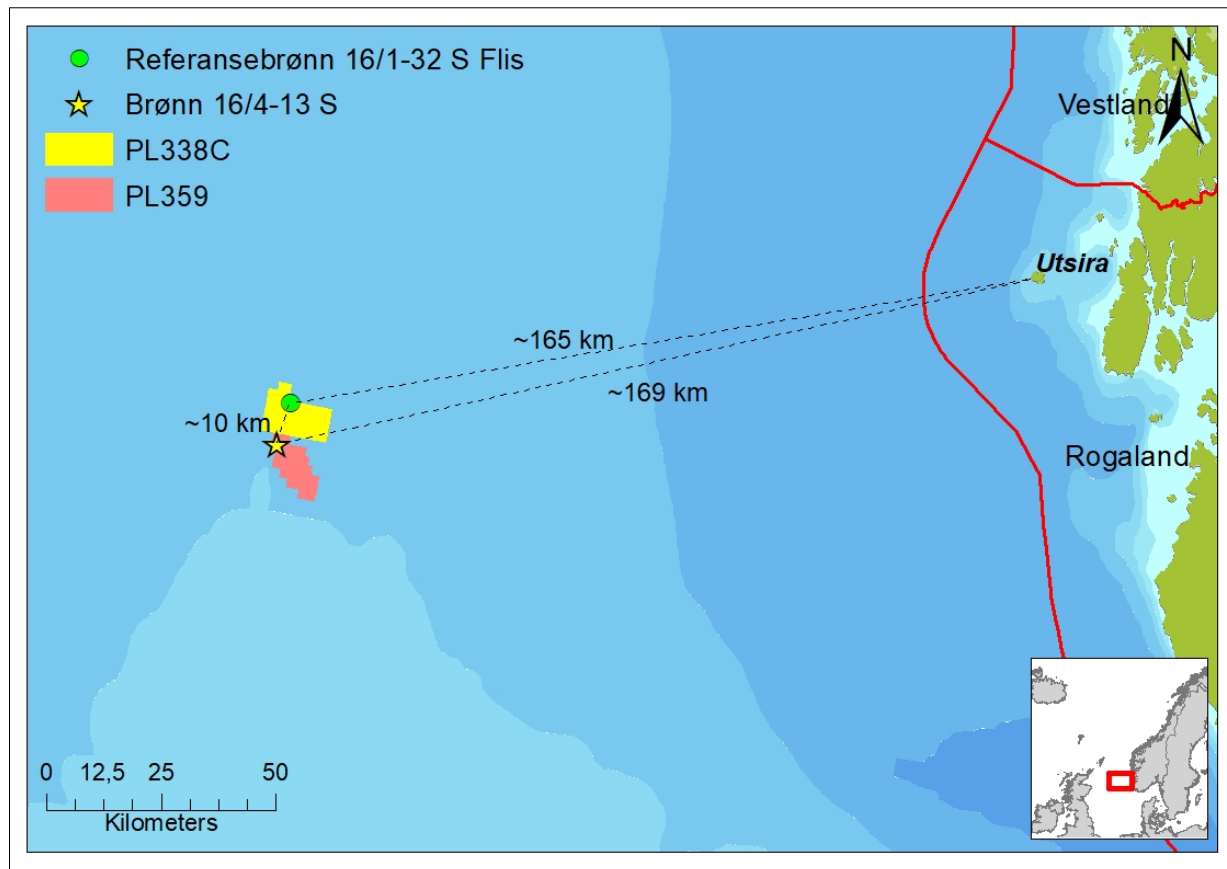 Referansebrønn 16/1-32 S Flis
Brønn 16/4-13 S
PL338C
PL359
N
Vestland
Utsira
~165 km
~169 km
~10 km
Rogaland
0 12,5 25 50
Kilometers